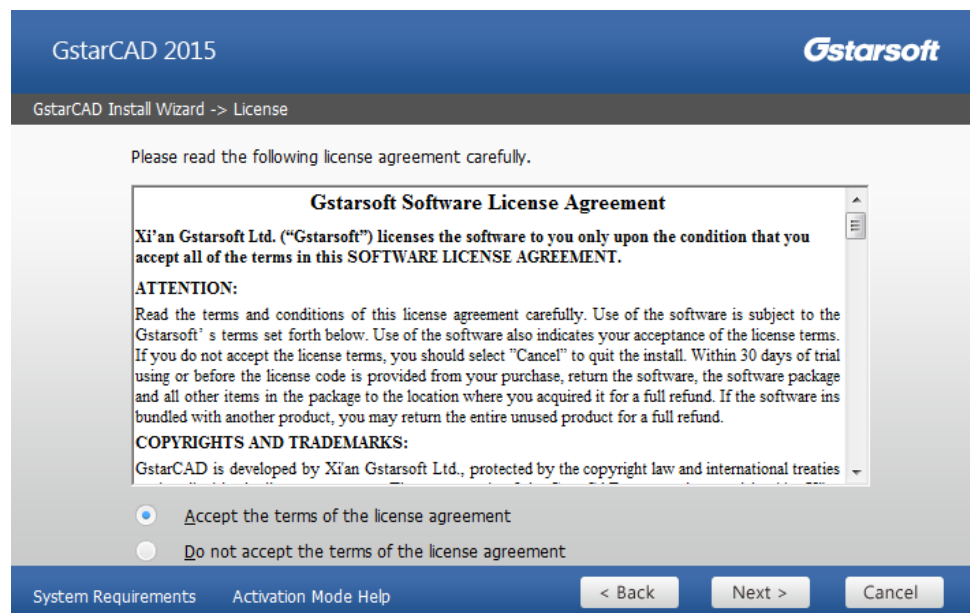 GstarCAD 2015
Gstarsoft
GstarCAD Install Wizard -> License
Please read the following license agreement carefully.
Gstarsoft Software License Agreement
Xi'an Gstarsoft Ltd. (“Gstarsoft”) licenses the software to you only upon the condition that you
accept all of the terms in this SOFTWARE LICENSE AGREEMENT.
ATTENTION:
Read the terms and conditions of this license agreement carefully. Use of the software is subject to the
Gstarsoft’ s terms set forth below. Use of the software also indicates your acceptance of the license terms.
If you do not accept the license terms, you should select ”Cancel” to quit the install. Within 30 days of trial
using or before the license code is provided from your purchase, return the software, the software package
and all other items in the package to the location where you acquired it for a full refund. If the software ins
bundled with another product, you may return the entire unused product for a full refund.
COPYRIGHTS AND TRADEMARKS:
GstarCAD is developed by Xi'an Gstarsoft Ltd., protected by the copyright law and international treaties
Accept the terms of the license agreement
Do not accept the terms of the license agreement
System Requirements Activation Mode Help < Back Next > Cancel